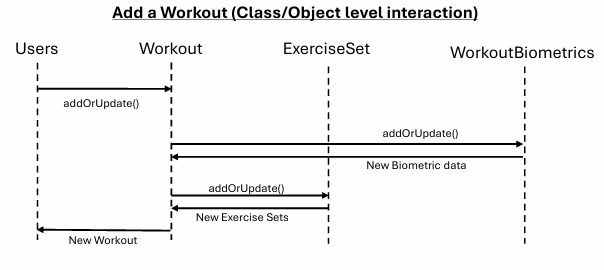 Add a Workout (Class/Object level interaction)
Users Workout ExerciseSet WorkoutBiometrics
addOrUpdate()
addOrUpdate()
New Biometric data
addOrUpdate()
New Exercise Sets
New Workout